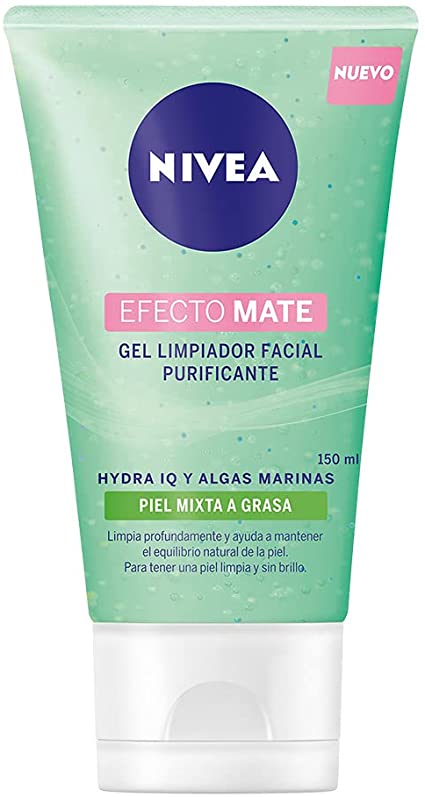 NUEVO
NIVEA
EFECTO MATE
GEL LIMPIADOR FACIAL
PURIFICANTE
150 ml
HYDRA IQ Y ALGAS MARINAS
PIEL MIXTA A GRASA
Limpia profundamente y ayuda a mantener
el equilibrio natural de la piel.
Para tener una piel limpia y sin brillo.